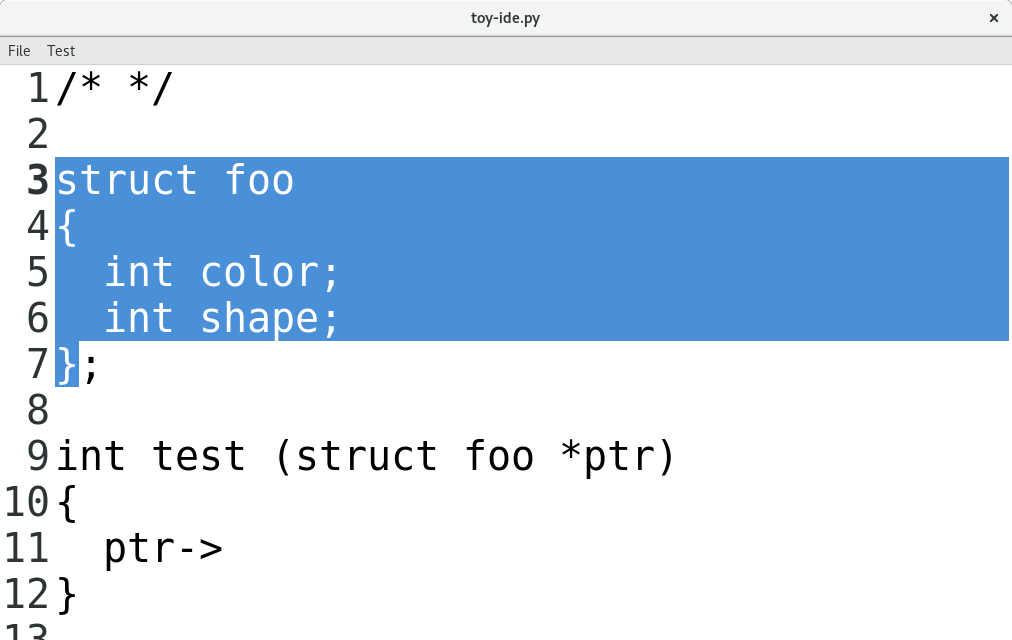 toy-ide.py ×
File Test
1 /* */
2
3 struct foo
4 {
5   int color;
6   int shape;
7 };
8
9 int test (struct foo *ptr)
10 {
11   ptr->
12 }
13